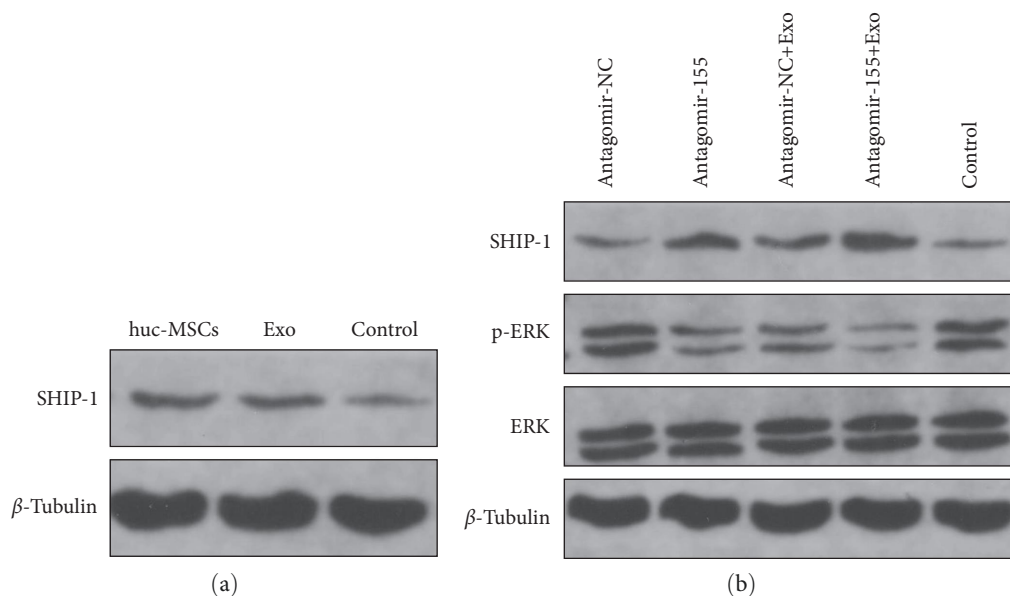 huc-MSCs Exo Control
SHIP-1
β-Tubulin
(a)
Antagomir-NC
Antagomir-155
Antagomir-NC+Exo
Antagomir-155+Exo
Control
SHIP-1
p-ERK
ERK
β-Tubulin
(b)